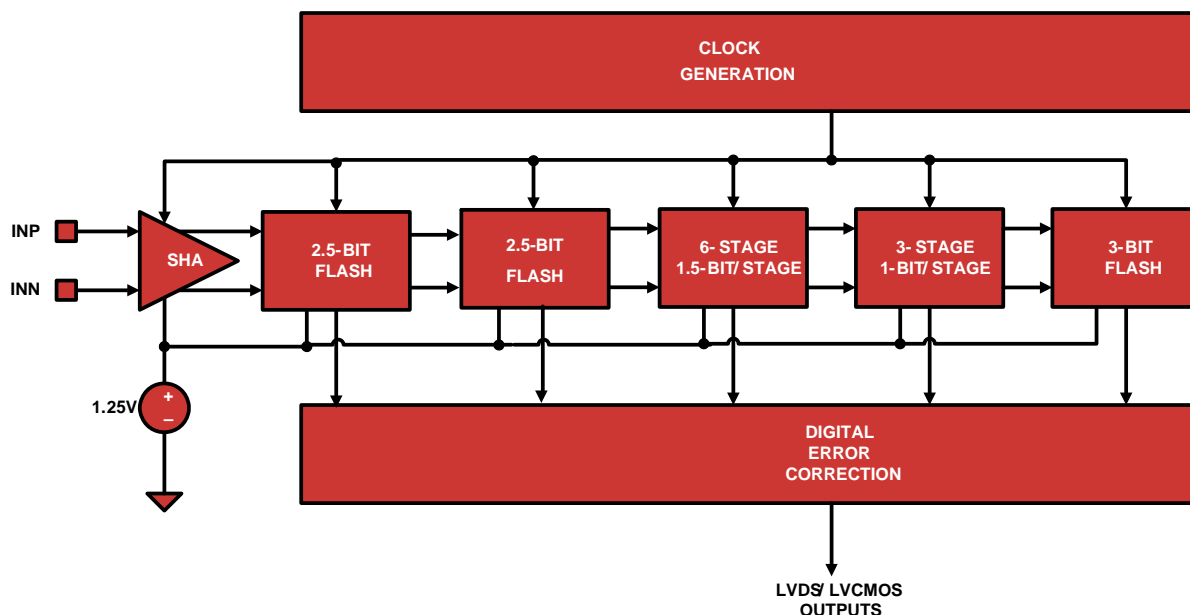 CLOCK
GENERATION
INP
INN
SHA
2.5-BIT
FLASH
2.5-BIT
FLASH
6- STAGE
1.5-BIT/ STAGE
3- STAGE
1-BIT/ STAGE
3-BIT
FLASH
1.25V
+
–
DIGITAL
ERROR
CORRECTION
LVDS/ LVCMOS
OUTPUTS